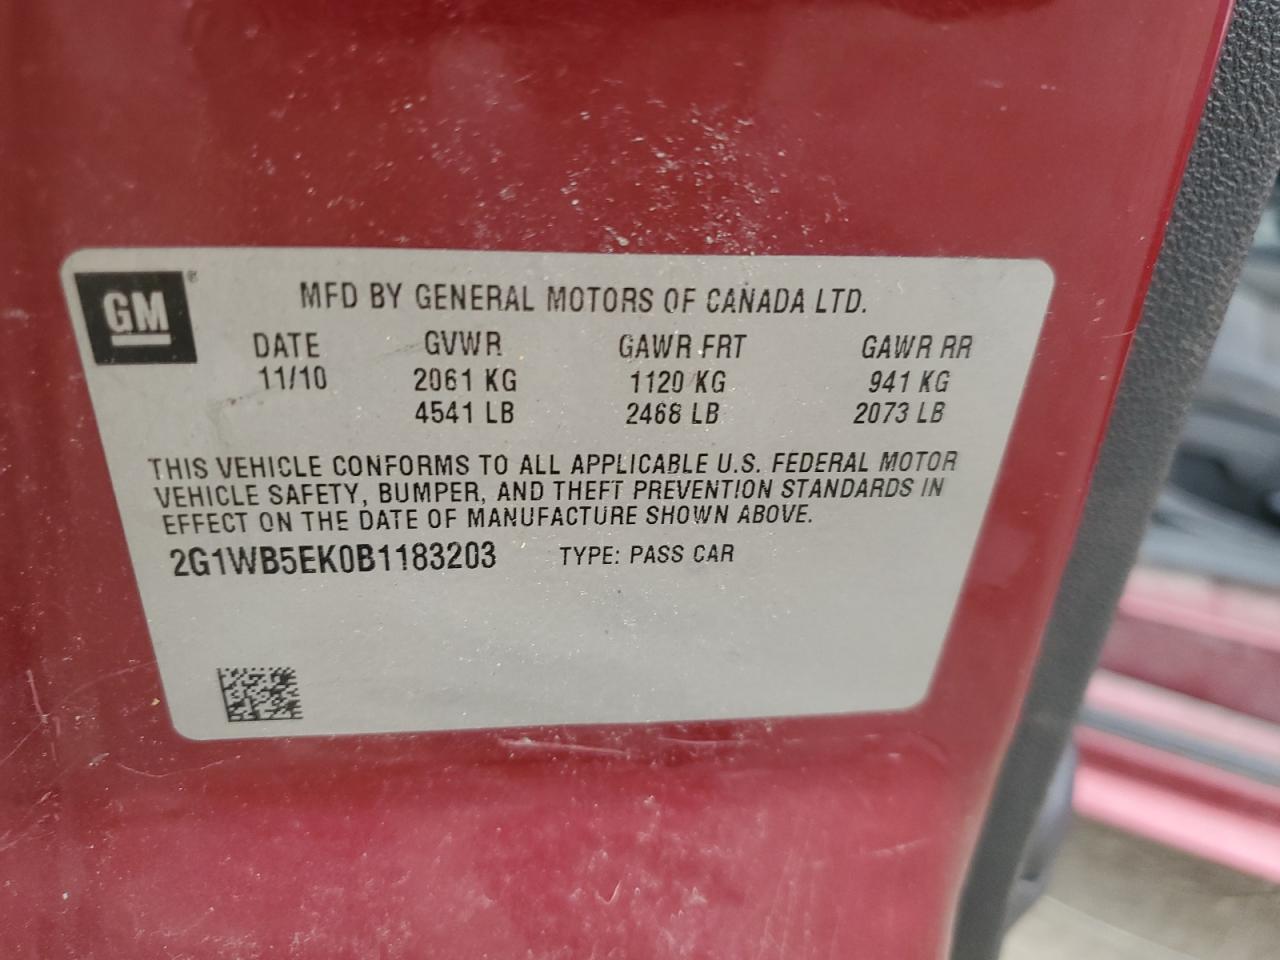 GM®
MFD BY GENERAL MOTORS OF CANADA LTD.
DATE GVWR GAWR FRT GAWR RR
11/10 2061 KG 1120 KG 941 KG
4541 LB 2468 LB 2073 LB
THIS VEHICLE CONFORMS TO ALL APPLICABLE U.S. FEDERAL MOTOR
VEHICLE SAFETY, BUMPER, AND THEFT PREVENTION STANDARDS IN
EFFECT ON THE DATE OF MANUFACTURE SHOWN ABOVE.
2G1WB5EK0B1183203 TYPE: PASS CAR